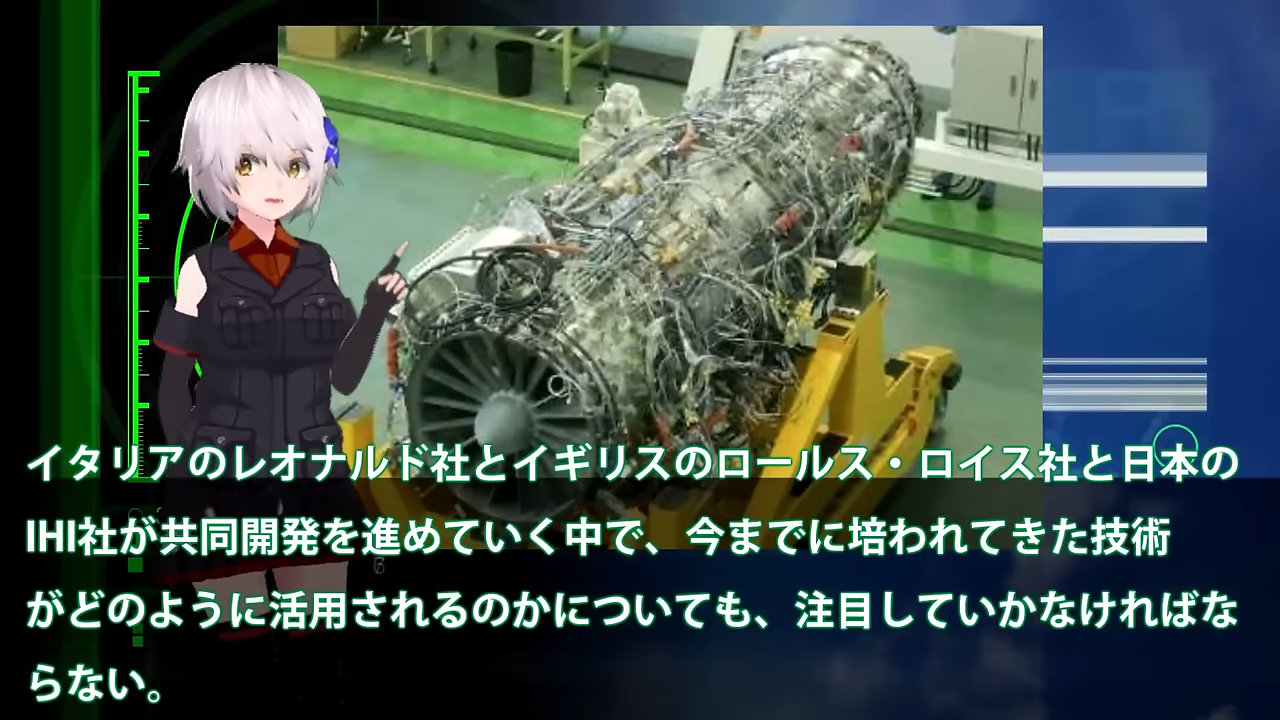 イタリアのレオナルド社とイギリスのロールス・ロイス社と日本の
IHI社が共同開発を進めていく中で、今までに培われてきた技術
がどのように活用されるのかについても、注目していかなければな
らない。